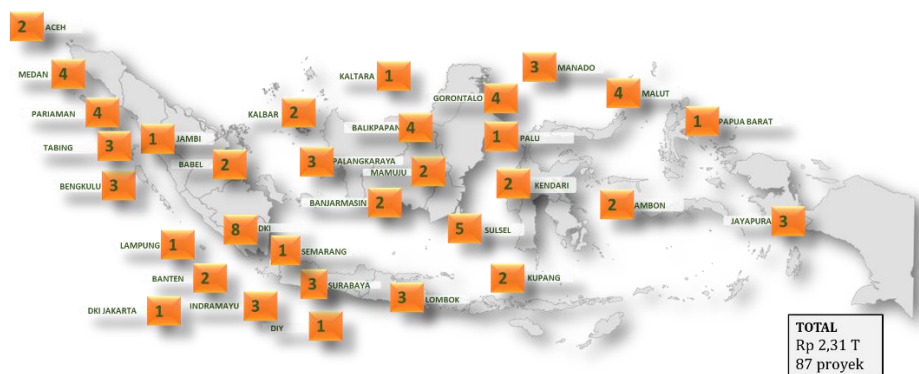 2 ACEH
MEDAN 4
PARIAMAN 4
TABING 3
1 JAMBI
BABEL 2
BENGKULU 3
8 DKI
LAMPUNG 1
1 SEMARANG
BANTEN 2
3 SURABAYA
DKI JAKARTA 1
INDRAMAYU 3
DIY 1
3 LOMBOK
KALTARA 1
KALBAR 2
BALIKPAPAN 4
3 PALANGKARAYA
MAMUJU 2
BANJARMASIN 2
3 MANADO
GORONTALO 4
1 PALU
2 KENDARI
5 SULSEL
2 KUPANG
4 MALUT
1 PAPUA BARAT
2 AMBON
JAYAPURA 3
TOTAL
Rp 2,31 T
87 proyek